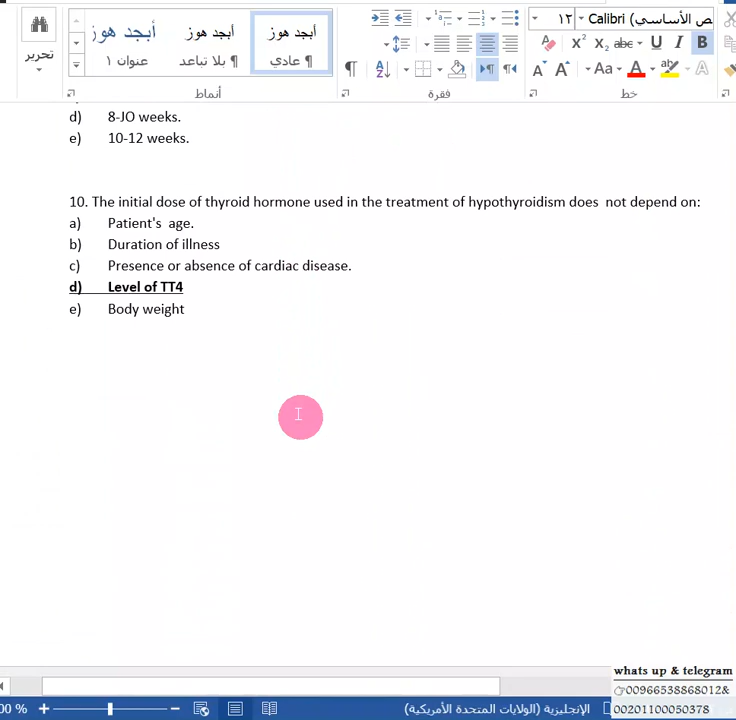 أبجد هوز
أبجد هوز
أبجد هوز
¶ عادي
¶ بلا تباعد
عنوان ١
تحرير
١٢
Calibri (نص الأساسي)
خط
فقرة
أنماط
d) 8-JO weeks.
e) 10-12 weeks.
10. The initial dose of thyroid hormone used in the treatment of hypothyroidism does not depend on:
a) Patient's age.
b) Duration of illness
c) Presence or absence of cardiac disease.
d) Level of TT4
e) Body weight
whats up & telegram
00966538868012&
00201100050378
الإنجليزية (الولايات المتحدة الأمريكية)
00 %